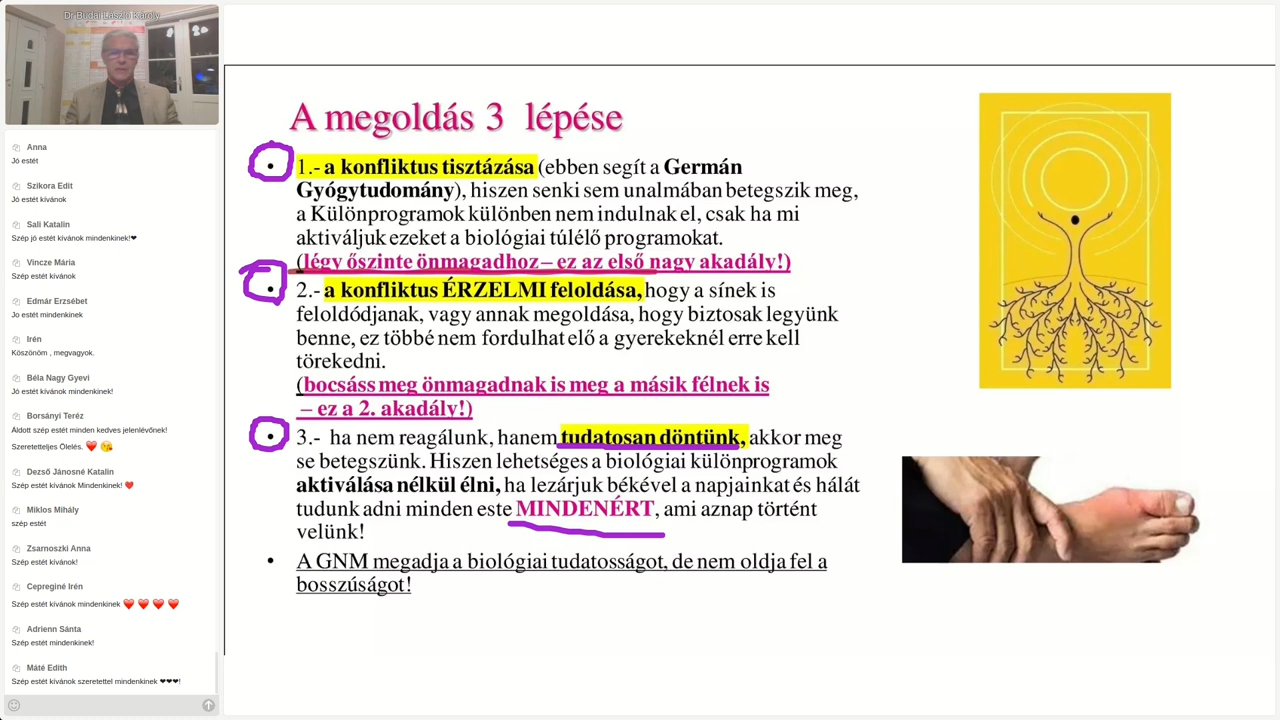 Dr Budai László Károly
Anna
Jó estét
Szikora Edit
Jó estét kívánok
Sali Katalin
Szép jó estét kívánok mindenkinek!❤
Vincze Mária
Szép estét kívánok
Edmár Erzsébet
Jo estét mindenkinek
Irén
Köszönöm , megvagyok.
Béla Nagy Gyevi
Jó estét kívánok mindenkinek!
Borsányi Teréz
Áldott szép estét minden kedves jelenlévőnek!
Szeretetteljes Ölelés. ❤️ 😘
Dezső Jánosné Katalin
Szép estét kívánok Mindenkinek! ❤️
Miklos Mihály
szép estét
Zsarnoszki Anna
Szép estét kívánok!
Cepreginé Irén
Szép estét kívánok mindenkinek ❤️ ❤️ ❤️ ❤️
Adrienn Sánta
Szép estét mindenkinek!
Máté Edith
Szép estét kívánok szeretettel mindenkinek ❤❤❤!
A megoldás 3 lépése
• 1.- a konfliktus tisztázása (ebben segít a Germán
Gyógytudomány), hiszen senki sem unalmában betegszik meg,
a Különprogramok különben nem indulnak el, csak ha mi
aktiváljuk ezeket a biológiai túlélő programokat.
(légy őszinte önmagadhoz – ez az első nagy akadály!)
• 2.- a konfliktus ÉRZELMI feloldása, hogy a sínek is
feloldódjanak, vagy annak megoldása, hogy biztosak legyünk
benne, ez többé nem fordulhat elő a gyerekeknél erre kell
törekedni.
(bocsáss meg önmagadnak is meg a másik félnek is
– ez a 2. akadály!)
• 3.- ha nem reagálunk, hanem tudatosan döntünk, akkor meg
se betegszünk. Hiszen lehetséges a biológiai különprogramok
aktiválása nélkül élni, ha lezárjuk békével a napjainkat és hálát
tudunk adni minden este MINDENÉRT, ami aznap történt
velünk!
• A GNM megadja a biológiai tudatosságot, de nem oldja fel a
bosszúságot!